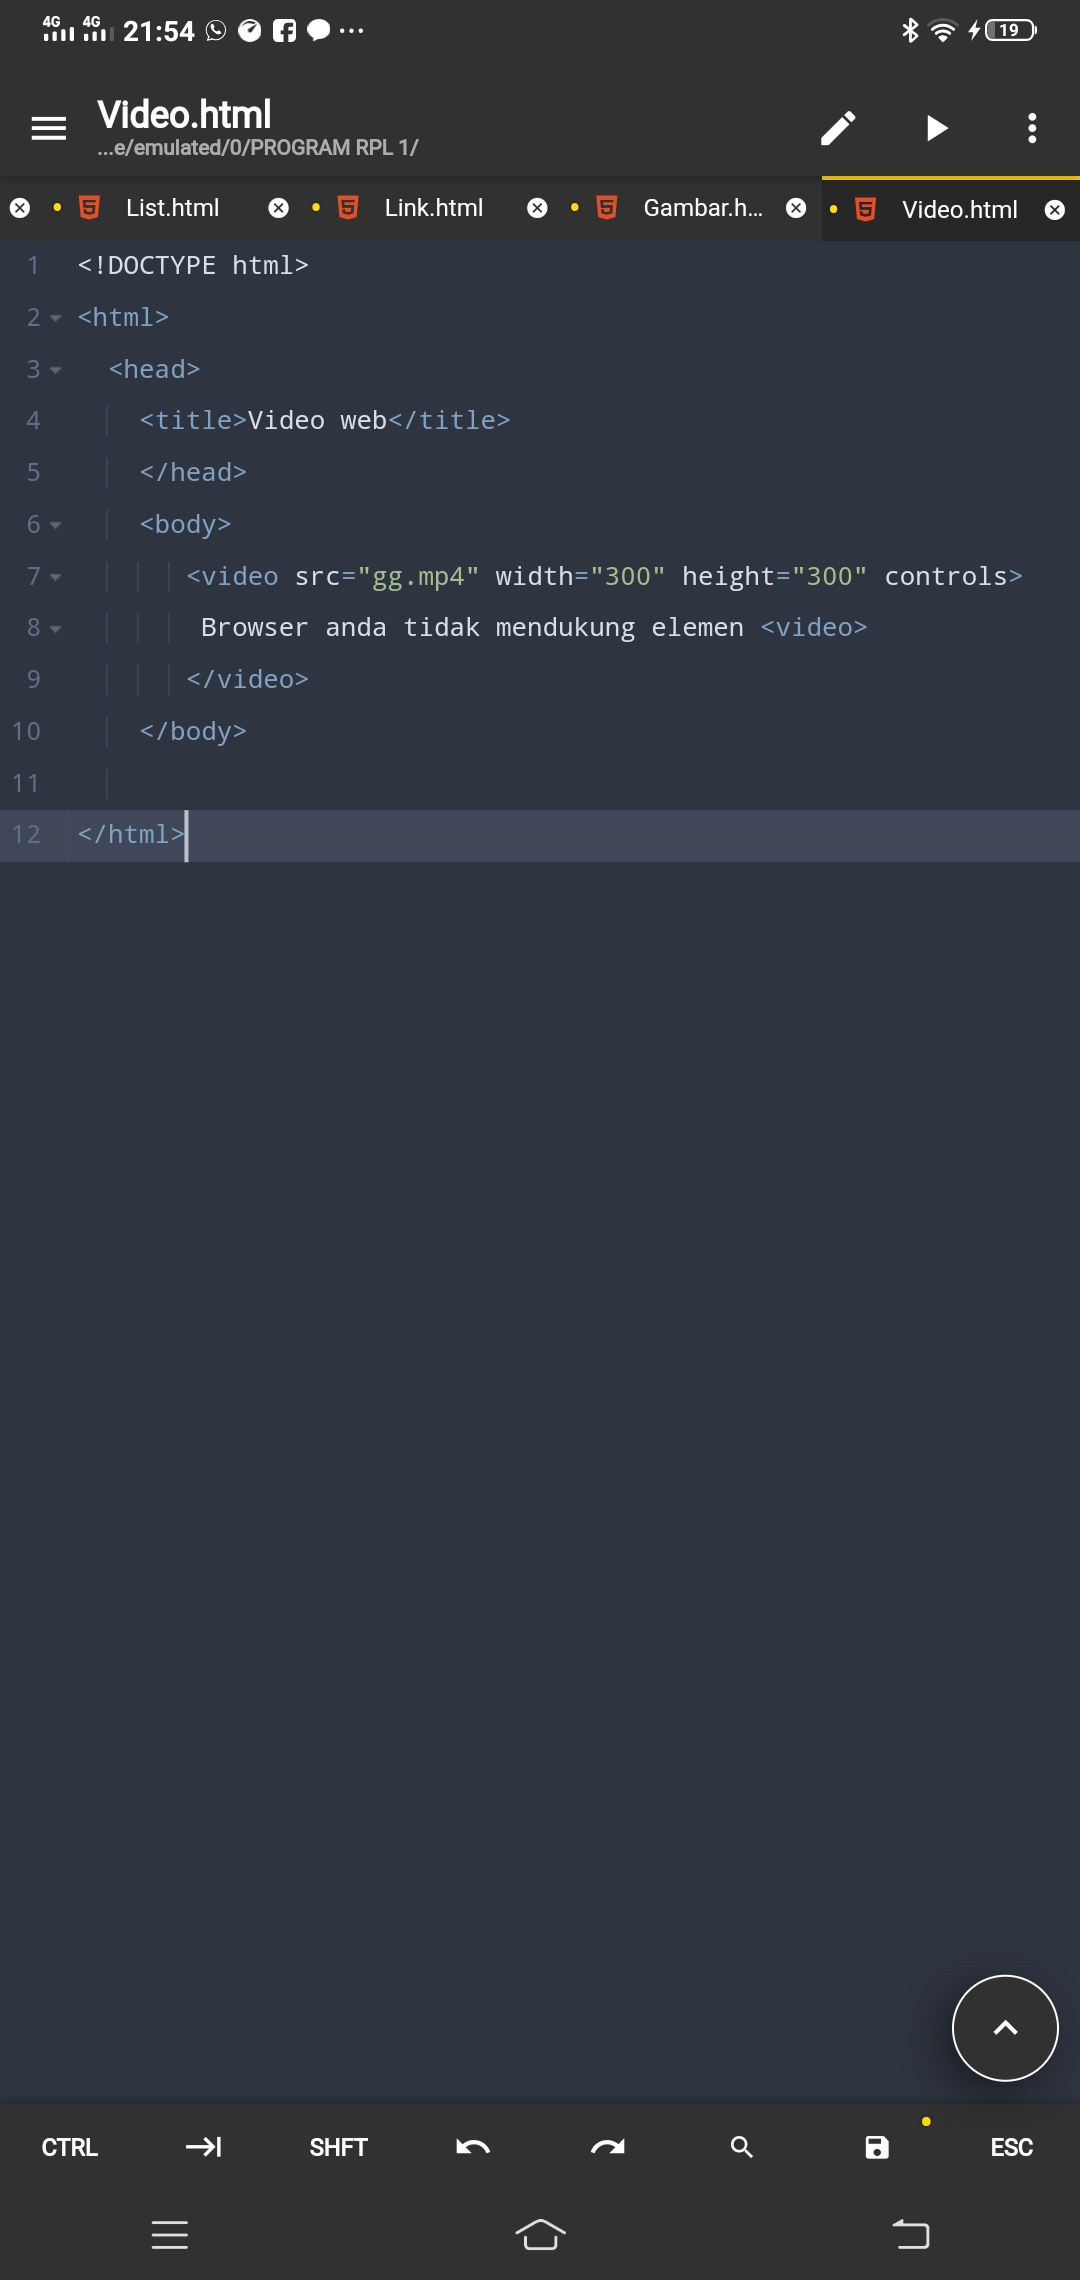 4G 4G 21:54 19
Video.html
...e/emulated/0/PROGRAM RPL 1/
List.html Link.html Gambar.h... Video.html
1 <!DOCTYPE html>
2 <html>
3 <head>
4 <title>Video web</title>
5 </head>
6 <body>
7 <video src="gg.mp4" width="300" height="300" controls>
8 Browser anda tidak mendukung elemen <video>
9 </video>
10 </body>
11
12 </html>
CTRL SHFT ESC